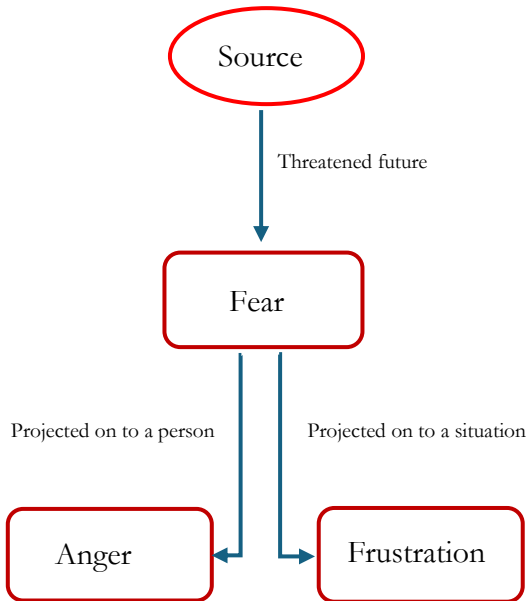 Source
Threatened future
Fear
Projected on to a person
Projected on to a situation
Anger
Frustration